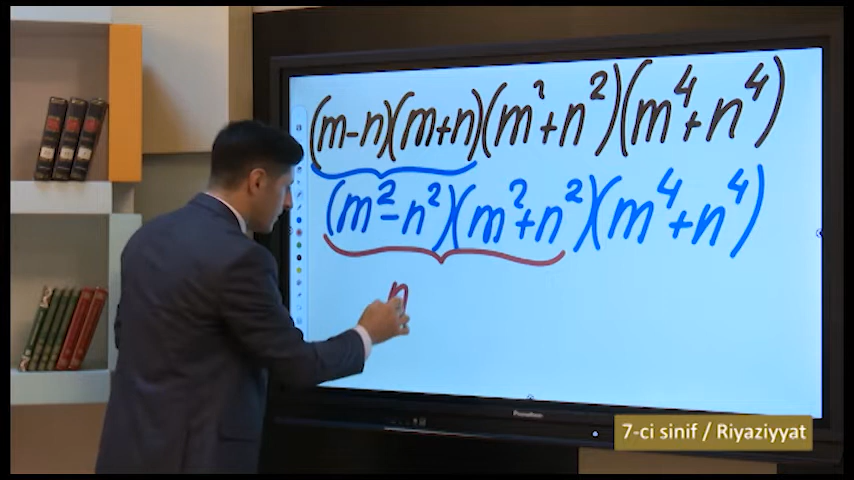 (m-n)(m+n)(m²+n²)(m⁴+n⁴)
(m²-n²)(m²+n²)(m⁴+n⁴)
7-ci sinif / Riyaziyyat